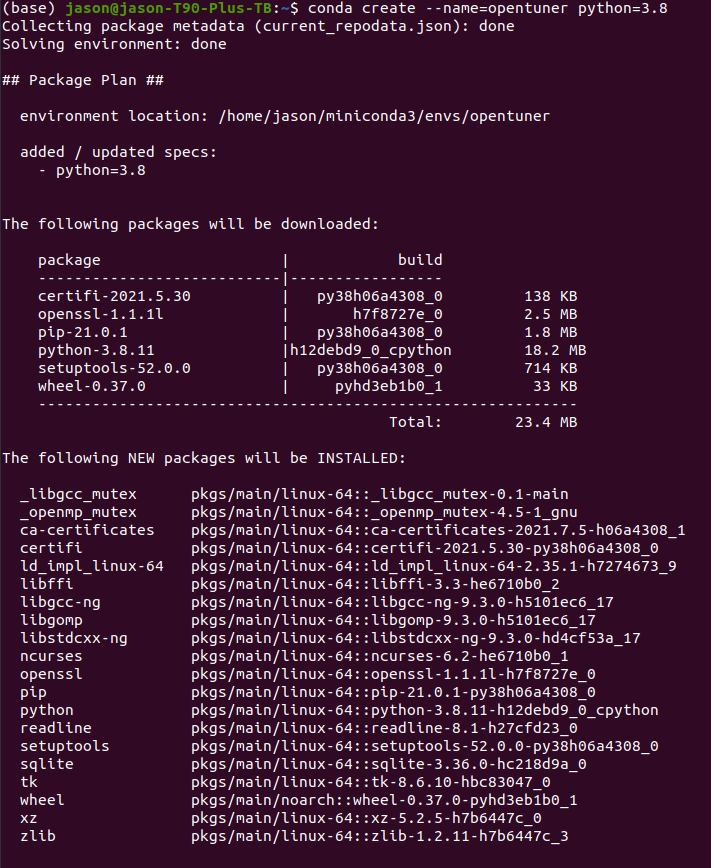 (base) jason@jason-T90-Plus-TB:~$ conda create --name=opentuner python=3.8
Collecting package metadata (current_repodata.json): done
Solving environment: done
## Package Plan ##
  environment location: /home/jason/miniconda3/envs/opentuner
  added / updated specs:
    - python=3.8
The following packages will be downloaded:
    package                    |            build
    ---------------------------|-----------------
    certifi-2021.5.30          |   py38h06a4308_0         138 KB
    openssl-1.1.1l             |       h7f8727e_0         2.5 MB
    pip-21.0.1                 |   py38h06a4308_0         1.8 MB
    python-3.8.11              |h12debd9_0_cpython        18.2 MB
    setuptools-52.0.0          |   py38h06a4308_0         714 KB
    wheel-0.37.0               |     pyhd3eb1b0_1          33 KB
    ------------------------------------------------------------
                                           Total:        23.4 MB
The following NEW packages will be INSTALLED:
  _libgcc_mutex      pkgs/main/linux-64::_libgcc_mutex-0.1-main
  _openmp_mutex      pkgs/main/linux-64::_openmp_mutex-4.5-1_gnu
  ca-certificates    pkgs/main/linux-64::ca-certificates-2021.7.5-h06a4308_1
  certifi            pkgs/main/linux-64::certifi-2021.5.30-py38h06a4308_0
  ld_impl_linux-64   pkgs/main/linux-64::ld_impl_linux-64-2.35.1-h7274673_9
  libffi             pkgs/main/linux-64::libffi-3.3-he6710b0_2
  libgcc-ng          pkgs/main/linux-64::libgcc-ng-9.3.0-h5101ec6_17
  libgomp            pkgs/main/linux-64::libgomp-9.3.0-h5101ec6_17
  libstdcxx-ng       pkgs/main/linux-64::libstdcxx-ng-9.3.0-hd4cf53a_17
  ncurses            pkgs/main/linux-64::ncurses-6.2-he6710b0_1
  openssl            pkgs/main/linux-64::openssl-1.1.1l-h7f8727e_0
  pip                pkgs/main/linux-64::pip-21.0.1-py38h06a4308_0
  python             pkgs/main/linux-64::python-3.8.11-h12debd9_0_cpython
  readline           pkgs/main/linux-64::readline-8.1-h27cfd23_0
  setuptools         pkgs/main/linux-64::setuptools-52.0.0-py38h06a4308_0
  sqlite             pkgs/main/linux-64::sqlite-3.36.0-hc218d9a_0
  tk                 pkgs/main/linux-64::tk-8.6.10-hbc83047_0
  wheel              pkgs/main/noarch::wheel-0.37.0-pyhd3eb1b0_1
  xz                 pkgs/main/linux-64::xz-5.2.5-h7b6447c_0
  zlib               pkgs/main/linux-64::zlib-1.2.11-h7b6447c_3